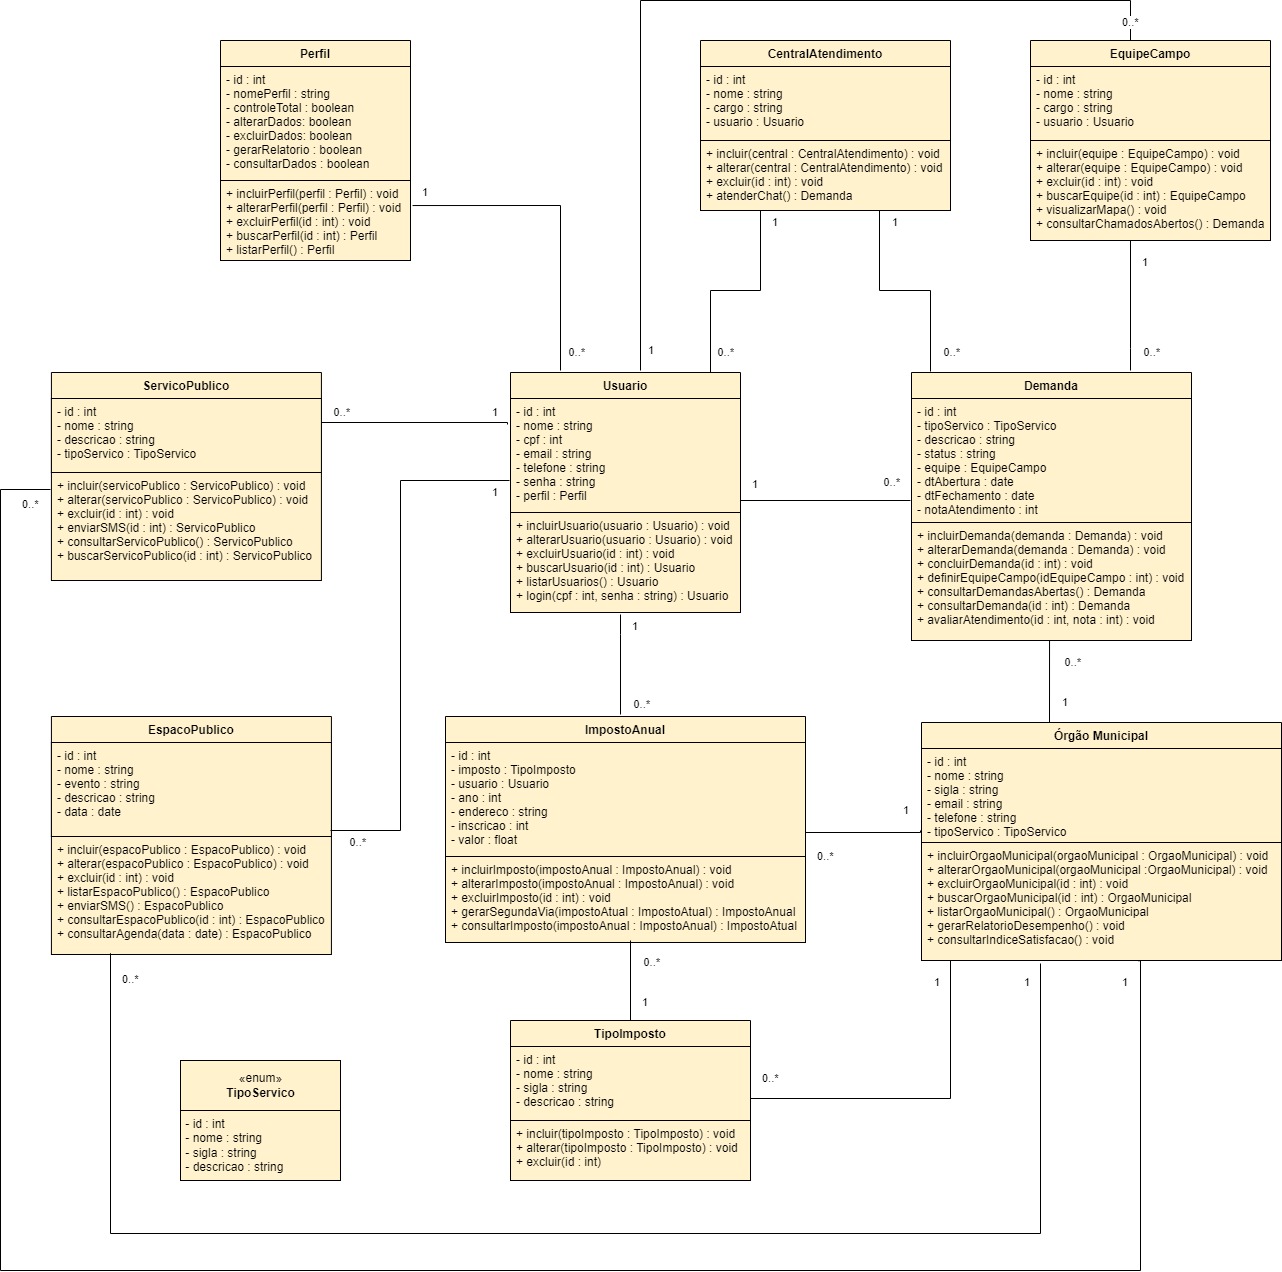 0..*
Perfil
- id : int
- nomePerfil : string
- controleTotal : boolean
- alterarDados: boolean
- excluirDados: boolean
- gerarRelatorio : boolean
- consultarDados : boolean
+ incluirPerfil(perfil : Perfil) : void
+ alterarPerfil(perfil : Perfil) : void
+ excluirPerfil(id : int) : void
+ buscarPerfil(id : int) : Perfil
+ listarPerfil() : Perfil
1
0..*
CentralAtendimento
- id : int
- nome : string
- cargo : string
- usuario : Usuario
+ incluir(central : CentralAtendimento) : void
+ alterar(central : CentralAtendimento) : void
+ excluir(id : int) : void
+ atenderChat() : Demanda
1
1
0..*
0..*
EquipeCampo
- id : int
- nome : string
- cargo : string
- usuario : Usuario
+ incluir(equipe : EquipeCampo) : void
+ alterar(equipe : EquipeCampo) : void
+ excluir(id : int) : void
+ buscarEquipe(id : int) : EquipeCampo
+ visualizarMapa() : void
+ consultarChamadosAbertos() : Demanda
1
0..*
1
ServicoPublico
- id : int
- nome : string
- descricao : string
- tipoServico : TipoServico
+ incluir(servicoPublico : ServicoPublico) : void
+ alterar(servicoPublico : ServicoPublico) : void
+ excluir(id : int) : void
+ enviarSMS(id : int) : ServicoPublico
+ consultarServicoPublico() : ServicoPublico
+ buscarServicoPublico(id : int) : ServicoPublico
0..*
0..*
1
1
Usuario
- id : int
- nome : string
- cpf : int
- email : string
- telefone : string
- senha : string
- perfil : Perfil
+ incluirUsuario(usuario : Usuario) : void
+ alterarUsuario(usuario : Usuario) : void
+ excluirUsuario(id : int) : void
+ buscarUsuario(id : int) : Usuario
+ listarUsuarios() : Usuario
+ login(cpf : int, senha : string) : Usuario
1
0..*
1
0..*
Demanda
- id : int
- tipoServico : TipoServico
- descricao : string
- status : string
- equipe : EquipeCampo
- dtAbertura : date
- dtFechamento : date
- notaAtendimento : int
+ incluirDemanda(demanda : Demanda) : void
+ alterarDemanda(demanda : Demanda) : void
+ concluirDemanda(id : int) : void
+ definirEquipeCampo(idEquipeCampo : int) : void
+ consultarDemandasAbertas() : Demanda
+ consultarDemanda(id : int) : Demanda
+ avaliarAtendimento(id : int, nota : int) : void
0..*
1
EspacoPublico
- id : int
- nome : string
- evento : string
- descricao : string
- data : date
+ incluir(espacoPublico : EspacoPublico) : void
+ alterar(espacoPublico : EspacoPublico) : void
+ excluir(id : int) : void
+ listarEspacoPublico() : EspacoPublico
+ enviarSMS() : EspacoPublico
+ consultarEspacoPublico(id : int) : EspacoPublico
+ consultarAgenda(data : date) : EspacoPublico
0..*
0..*
ImpostoAnual
- id : int
- imposto : TipoImposto
- usuario : Usuario
- ano : int
- endereco : string
- inscricao : int
- valor : float
+ incluirImposto(impostoAnual : ImpostoAnual) : void
+ alterarImposto(impostoAnual : ImpostoAnual) : void
+ excluirImposto(id : int) : void
+ gerarSegundaVia(impostoAtual : ImpostoAtual) : ImpostoAnual
+ consultarImposto(impostoAnual : ImpostoAnual) : ImpostoAtual
1
0..*
0..*
1
Órgão Municipal
- id : int
- nome : string
- sigla : string
- email : string
- telefone : string
- tipoServico : TipoServico
+ incluirOrgaoMunicipal(orgaoMunicipal : OrgaoMunicipal) : void
+ alterarOrgaoMunicipal(orgaoMunicipal :OrgaoMunicipal) : void
+ excluirOrgaoMunicipal(id : int) : void
+ buscarOrgaoMunicipal(id : int) : OrgaoMunicipal
+ listarOrgaoMunicipal() : OrgaoMunicipal
+ gerarRelatorioDesempenho() : void
+ consultarIndiceSatisfacao() : void
1
1
1
«enum»
TipoServico
- id : int
- nome : string
- sigla : string
- descricao : string
TipoImposto
- id : int
- nome : string
- sigla : string
- descricao : string
+ incluir(tipoImposto : TipoImposto) : void
+ alterar(tipoImposto : TipoImposto) : void
+ excluir(id : int)
0..*